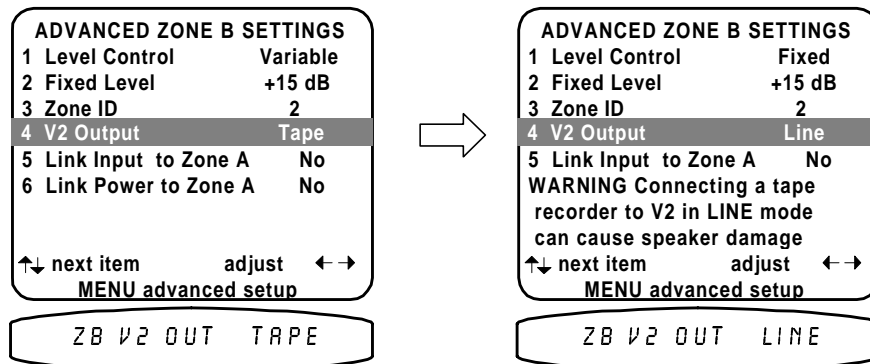 ADVANCED ZONE B SETTINGS
1 Level Control Variable
2 Fixed Level +15 dB
3 Zone ID 2
4 V2 Output Tape
5 Link Input to Zone A No
6 Link Power to Zone A No
↑↓ next item adjust ←→
MENU advanced setup
ZB V2 OUT TAPE
ADVANCED ZONE B SETTINGS
1 Level Control Fixed
2 Fixed Level +15 dB
3 Zone ID 2
4 V2 Output Line
5 Link Input to Zone A No
WARNING Connecting a tape
recorder to V2 in LINE mode
can cause speaker damage
↑↓ next item adjust ←→
MENU advanced setup
ZB V2 OUT LINE